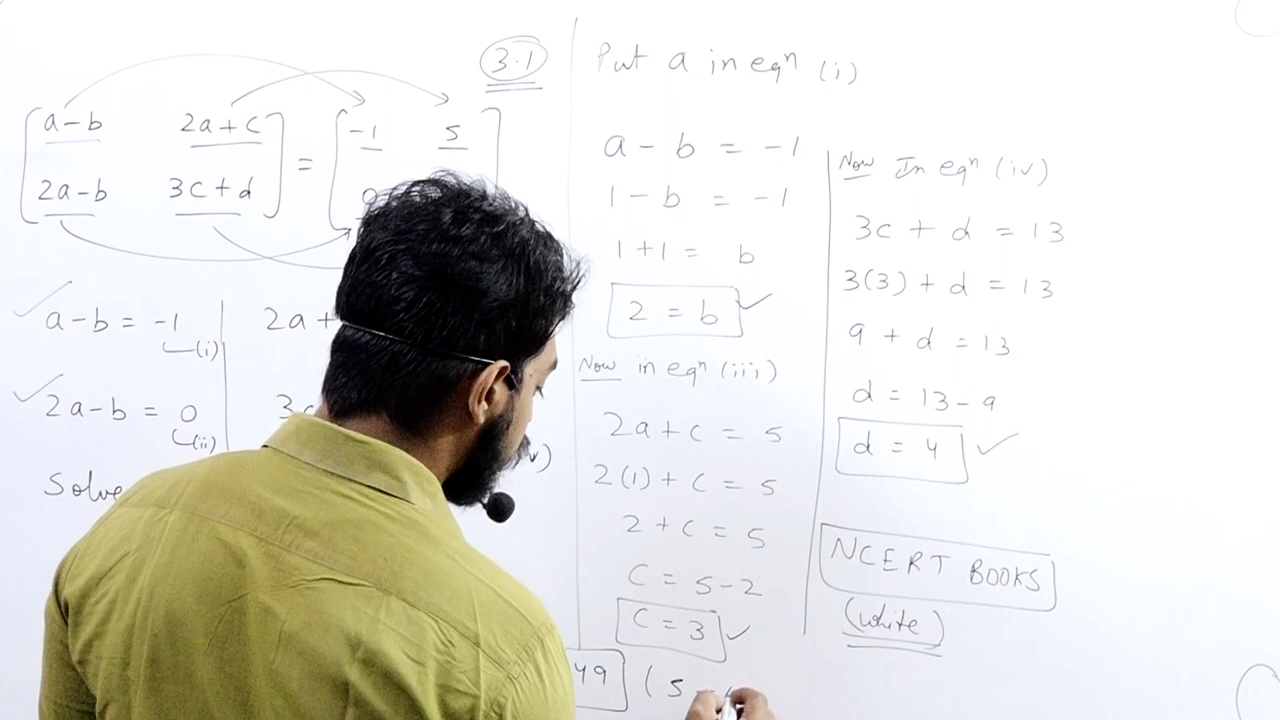 3.1
[a-b 2a+c] = [-1 5
2a-b 3c+d] 0
a-b = -1 (i)
2a-b = 0 (ii)
Solve
2a+
Put a in eqn (i)
a - b = -1
1 - b = -1
1+1 = b
2 = b
Now in eqn (iii)
2a+c = 5
2(1)+c = 5
2+c = 5
c = 5-2
c = 3
49 (5
Now In eqn (iv)
3c + d = 13
3(3) + d = 13
9 + d = 13
d = 13-9
d = 4
NCERT BOOKS
(white)